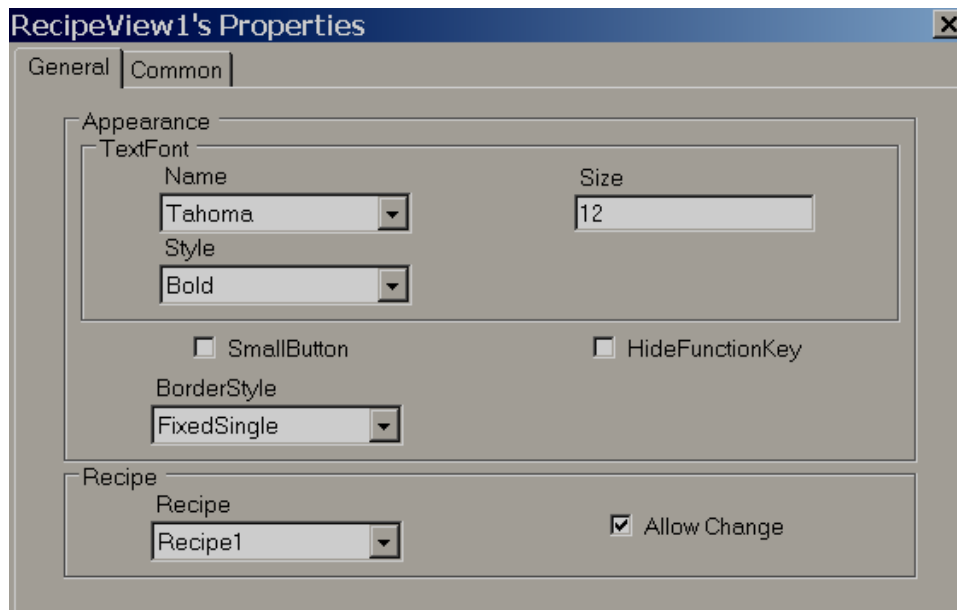 RecipeView1's Properties
General Common
Appearance
TextFont
Name Size
Tahoma 12
Style
Bold
SmallButton HideFunctionKey
BorderStyle
FixedSingle
Recipe
Recipe
Recipe1 Allow Change